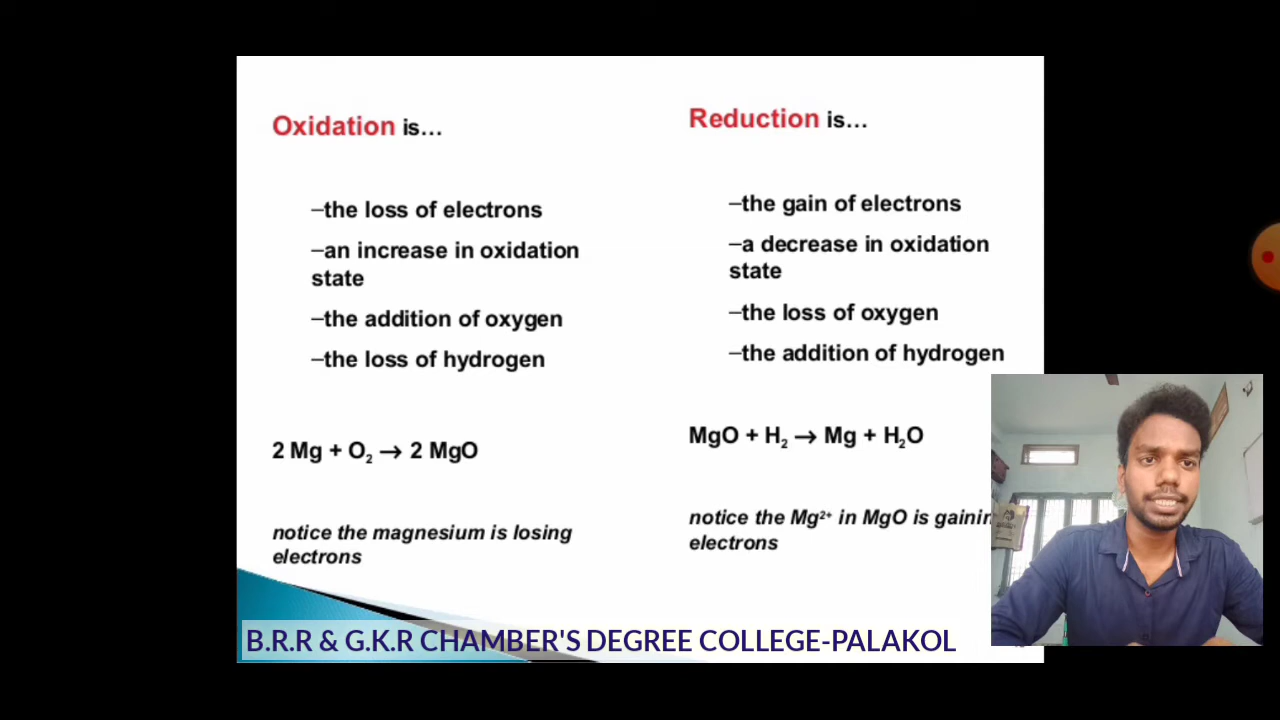 Oxidation is…
–the loss of electrons
–an increase in oxidation
state
–the addition of oxygen
–the loss of hydrogen
2 Mg + O₂ → 2 MgO
notice the magnesium is losing
electrons
Reduction is…
–the gain of electrons
–a decrease in oxidation
state
–the loss of oxygen
–the addition of hydrogen
MgO + H₂ → Mg + H₂O
notice the Mg²⁺ in MgO is
electrons
B.R.R & G.K.R CHAMBER'S DEGREE COLLEGE-PALAKOL